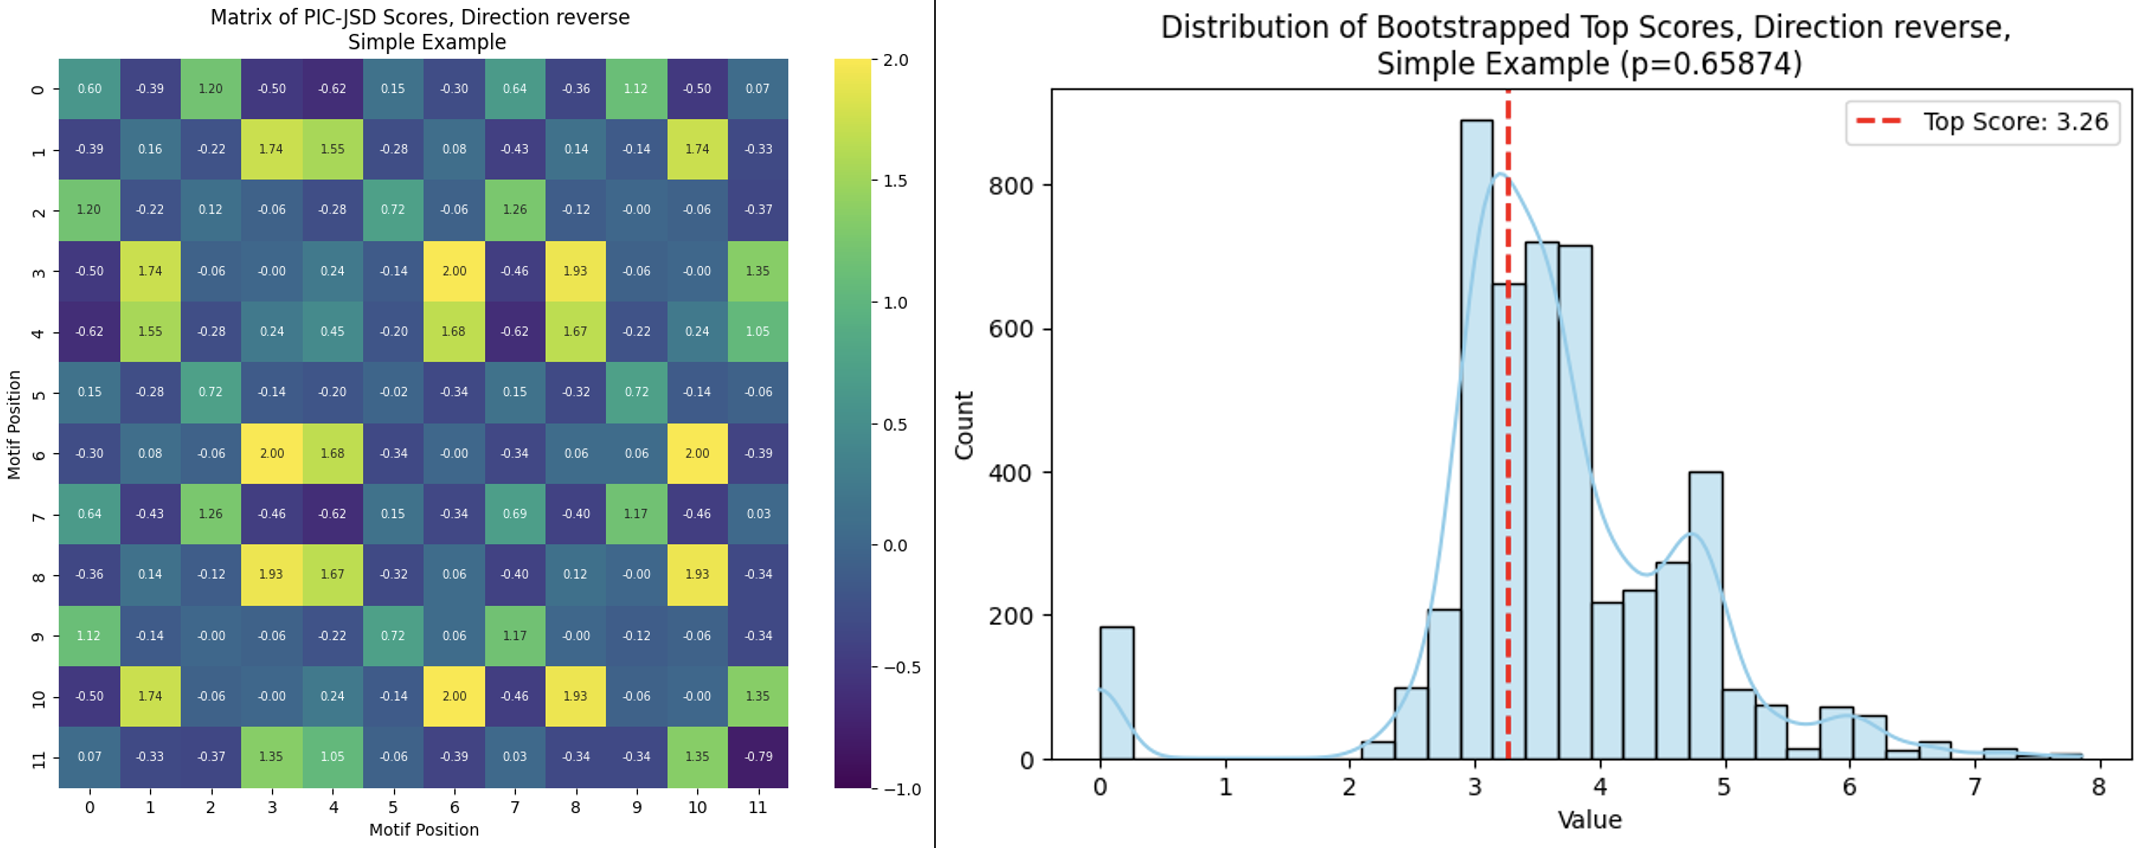 Matrix of PIC-JSD Scores, Direction reverse
Simple Example
0 0.60 -0.39 1.20 -0.50 -0.62 0.15 -0.30 0.64 -0.36 1.12 -0.50 0.07
1 -0.39 0.16 -0.22 1.74 1.55 -0.28 0.08 -0.43 0.14 -0.14 1.74 -0.33
2 1.20 -0.22 0.12 -0.06 -0.28 0.72 -0.06 1.26 -0.12 -0.00 -0.06 -0.37
3 -0.50 1.74 -0.06 -0.00 0.24 -0.14 2.00 -0.46 1.93 -0.06 -0.00 1.35
4 -0.62 1.55 -0.28 0.24 0.45 -0.20 1.68 -0.62 1.67 -0.22 0.24 1.05
5 0.15 -0.28 0.72 -0.14 -0.20 -0.02 -0.34 0.15 -0.32 0.72 -0.14 -0.06
6 -0.30 0.08 -0.06 2.00 1.68 -0.34 -0.00 -0.34 0.06 0.06 2.00 -0.39
7 0.64 -0.43 1.26 -0.46 -0.62 0.15 -0.34 0.69 -0.40 1.17 -0.46 0.03
8 -0.36 0.14 -0.12 1.93 1.67 -0.32 0.06 -0.40 0.12 -0.00 1.93 -0.34
9 1.12 -0.14 -0.00 -0.06 -0.22 0.72 0.06 1.17 -0.00 -0.12 -0.06 -0.34
10 -0.50 1.74 -0.06 -0.00 0.24 -0.14 2.00 -0.46 1.93 -0.06 -0.00 1.35
11 0.07 -0.33 -0.37 1.35 1.05 -0.06 -0.39 0.03 -0.34 -0.34 1.35 -0.79
0 1 2 3 4 5 6 7 8 9 10 11
Motif Position
Motif Position
2.0
1.5
1.0
0.5
0.0
−0.5
−1.0
Distribution of Bootstrapped Top Scores, Direction reverse,
Simple Example (p=0.65874)
Top Score: 3.26
800
600
400
200
0
Count
0 1 2 3 4 5 6 7 8
Value